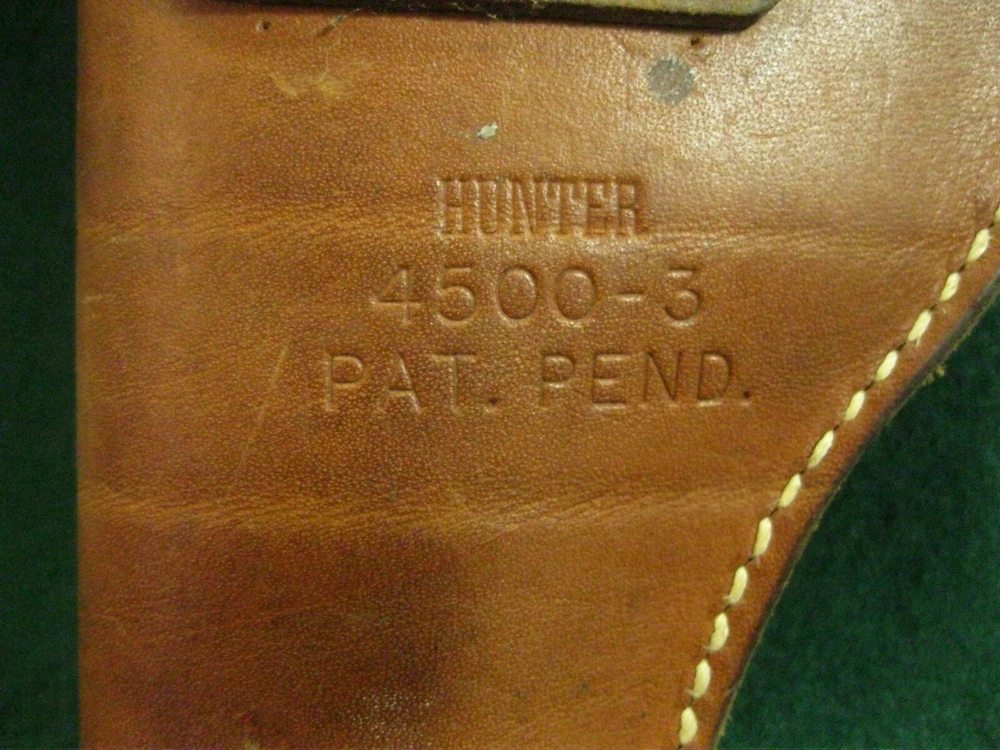 HUNTER
4500-3
PAT. PEND.